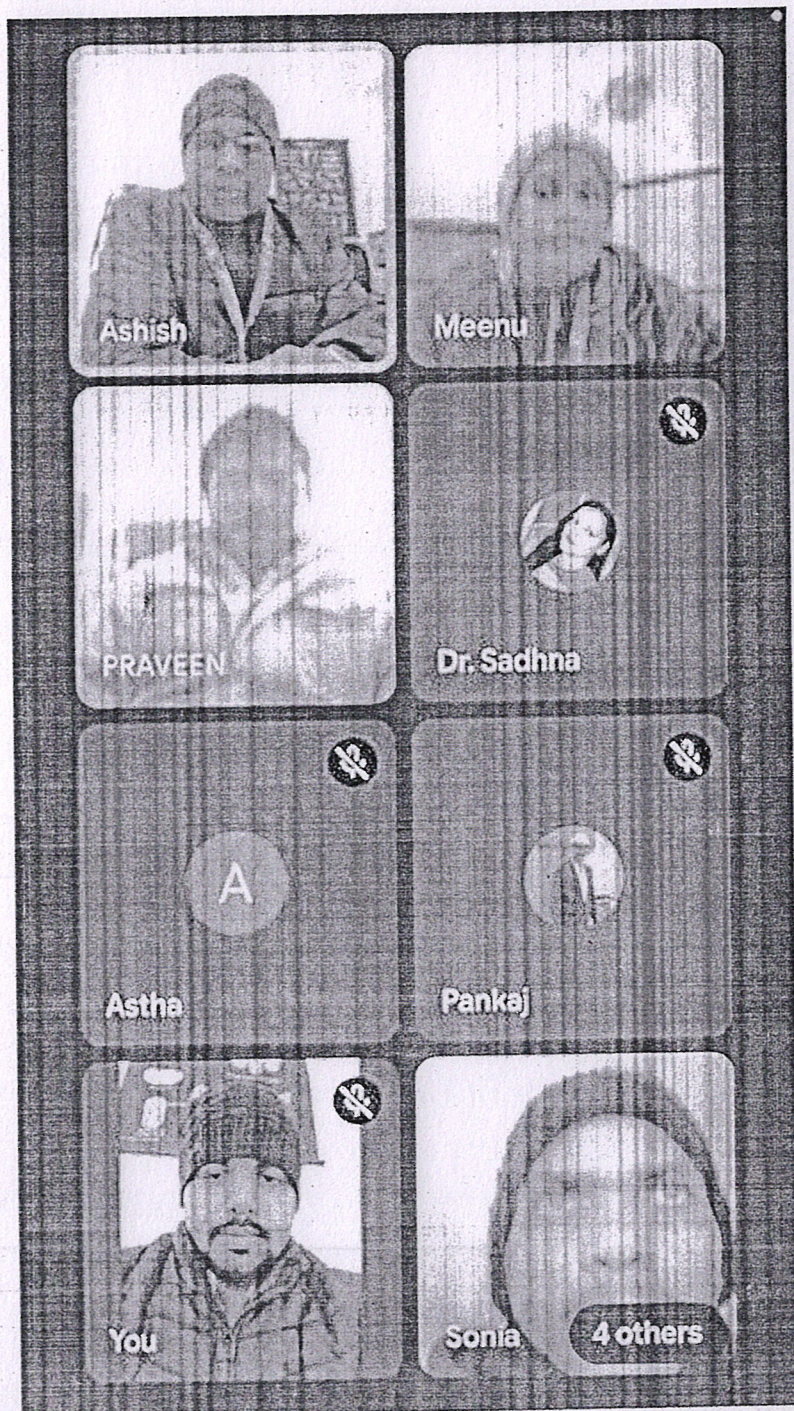 Ashish
Meenu
PRAVEEN
Dr. Sadhna
A
Astha
Pankaj
You
Sonia
4 others